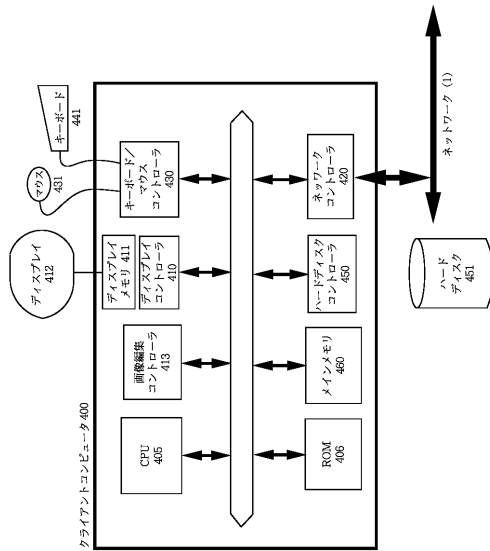 クライアントコンピュータ400
CPU
405
画像編集
コントローラ
413
ディスプレイ
412
ディスプレイ
メモリ 411
ディスプレイ
コントローラ
410
マウス
431
キーボード
441
キーボード／
マウス
コントローラ
430
ROM
406
メインメモリ
460
ハードディスク
コントローラ
450
ネットワーク
コントローラ
420
ハード
ディスク
451
ネットワーク (1)